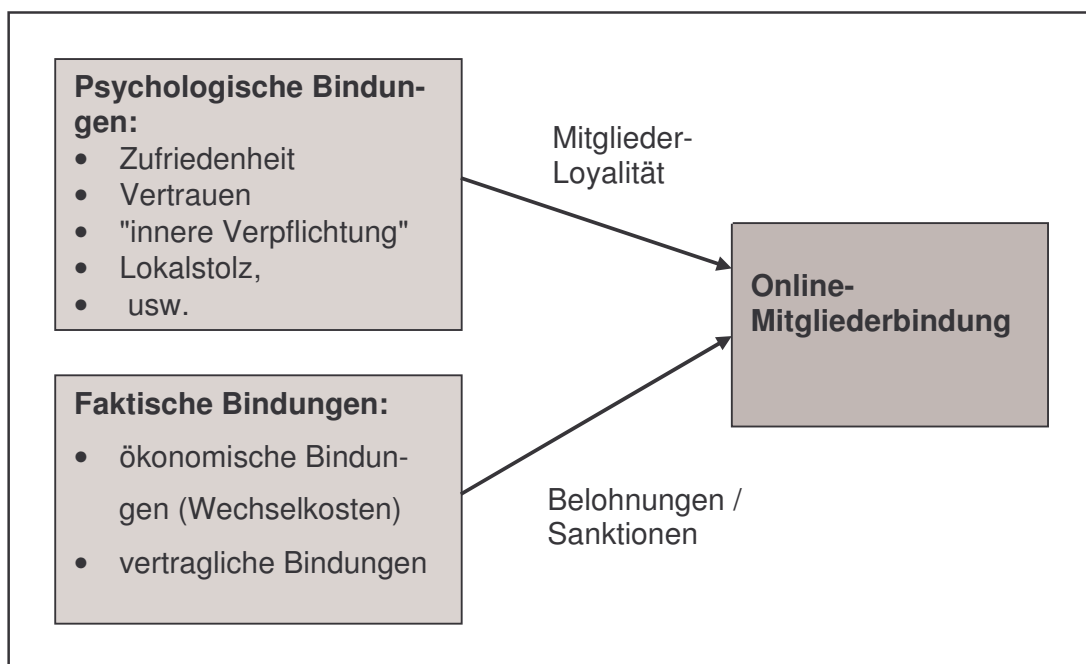 Psychologische Bindun-
gen:
• Zufriedenheit
• Vertrauen
• "innere Verpflichtung"
• Lokalstolz,
• usw.
Mitglieder-
Loyalität
Online-
Mitgliederbindung
Faktische Bindungen:
• ökonomische Bindun-
gen (Wechselkosten)
• vertragliche Bindungen
Belohnungen /
Sanktionen